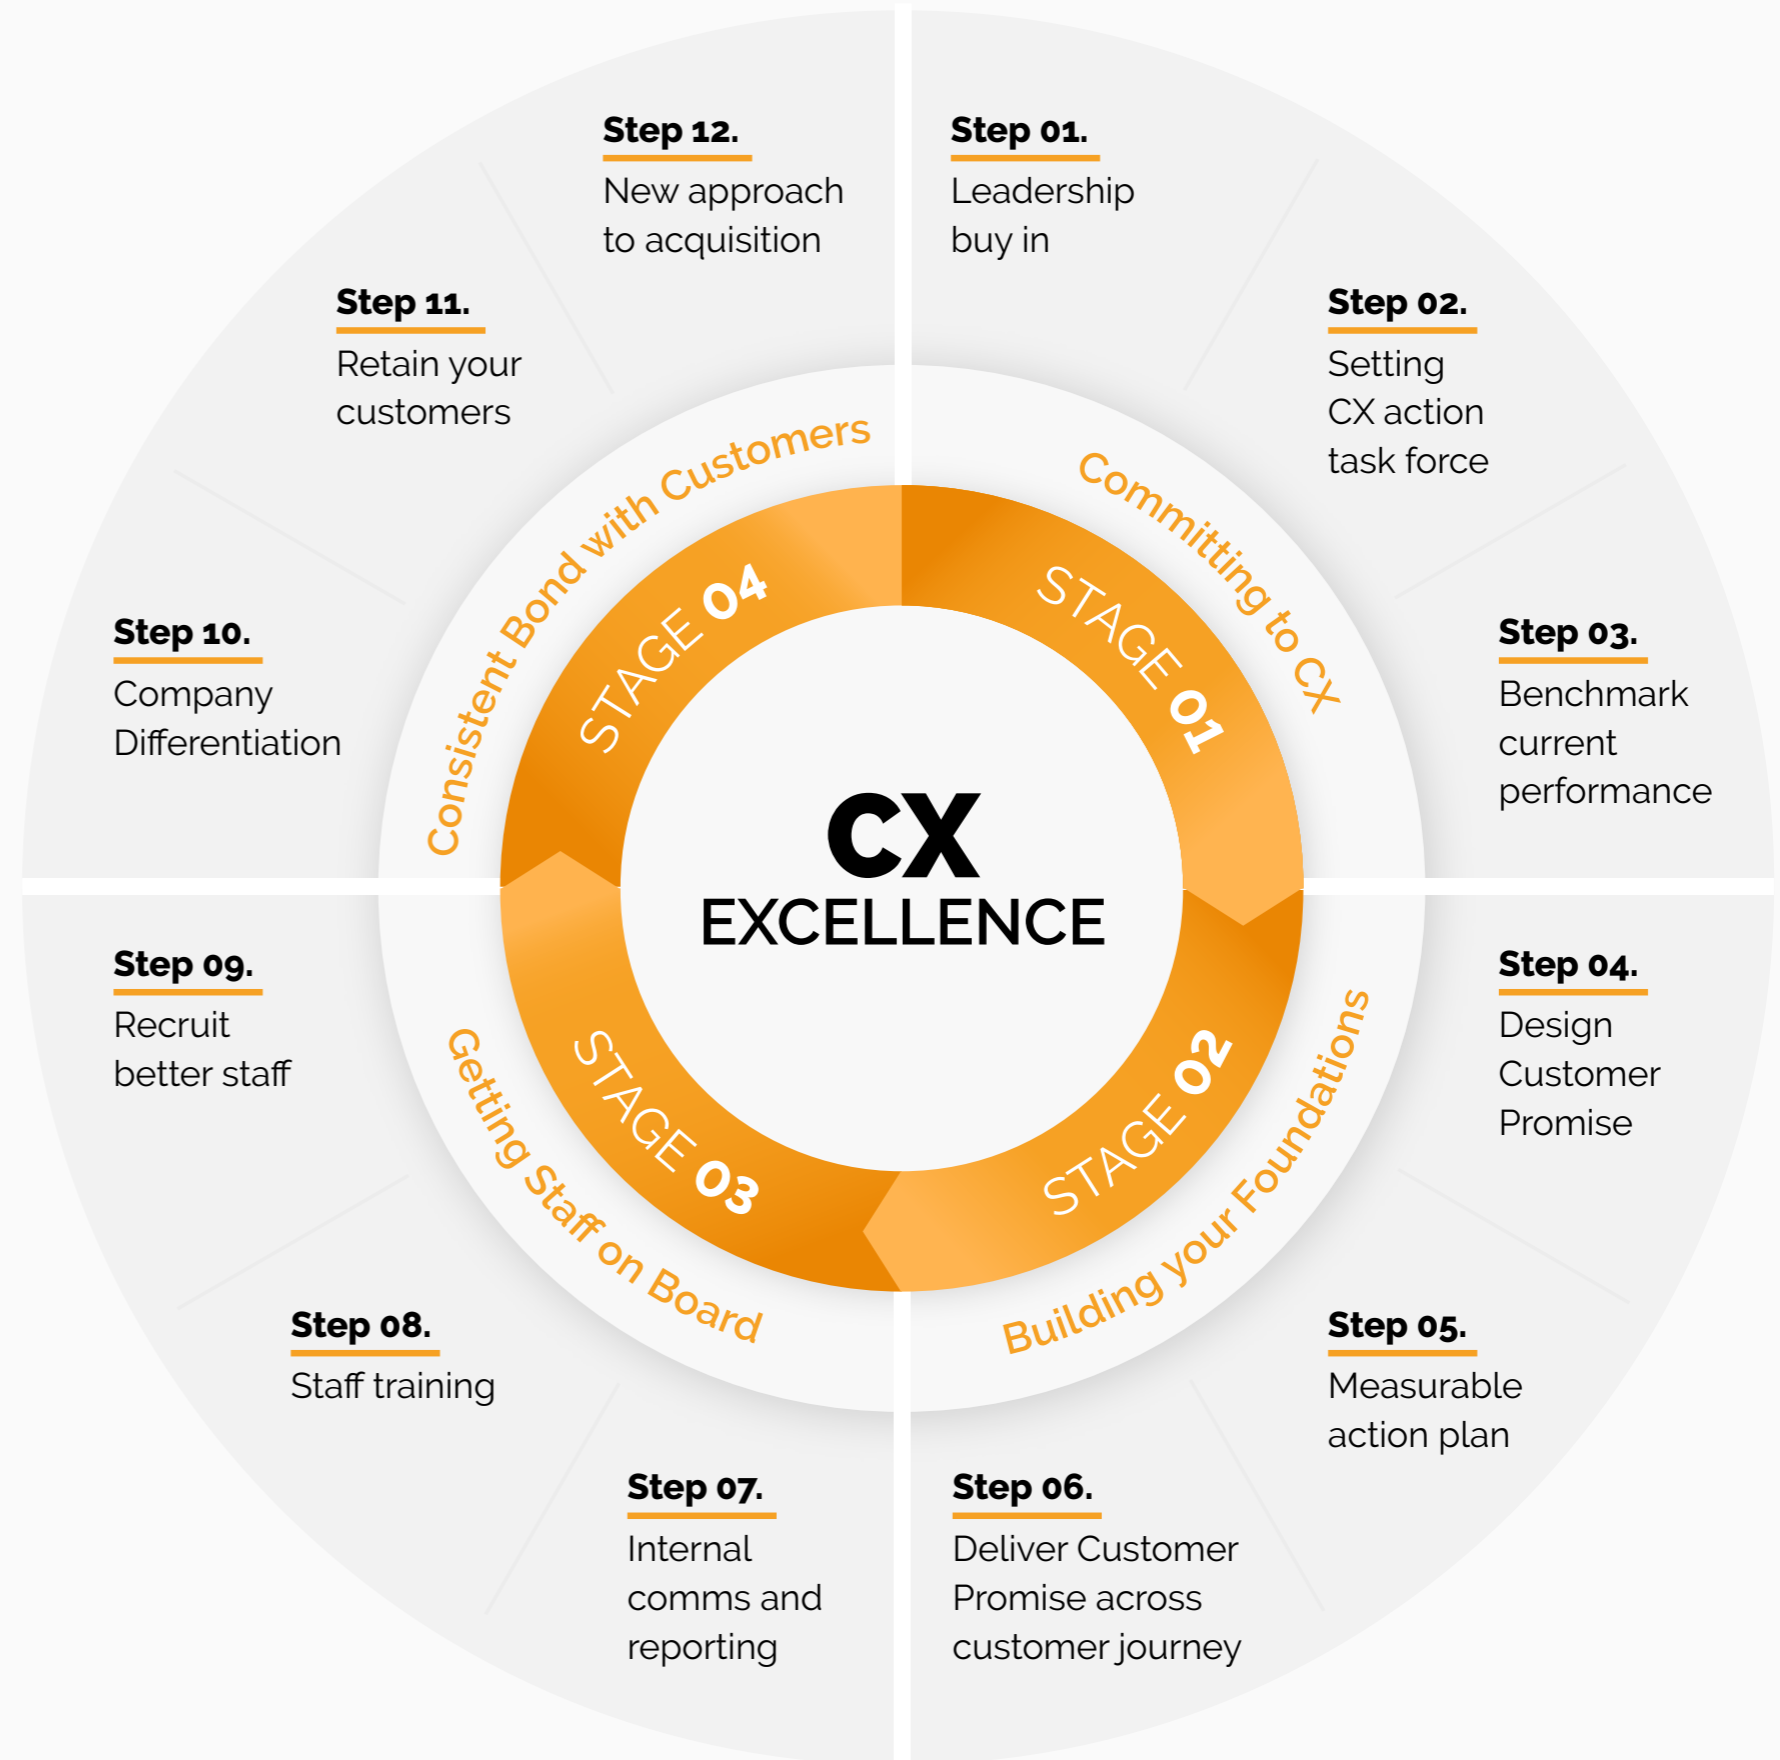 CX
EXCELLENCE
STAGE 01
Committing to CX
Step 01.
Leadership
buy in
Step 02.
Setting
CX action
task force
Step 03.
Benchmark
current
performance
STAGE 02
Building your Foundations
Step 04.
Design
Customer
Promise
Step 05.
Measurable
action plan
Step 06.
Deliver Customer
Promise across
customer journey
STAGE 03
Getting Staff on Board
Step 07.
Internal
comms and
reporting
Step 08.
Staff training
Step 09.
Recruit
better staff
STAGE 04
Consistent Bond with Customers
Step 10.
Company
Differentiation
Step 11.
Retain your
customers
Step 12.
New approach
to acquisition